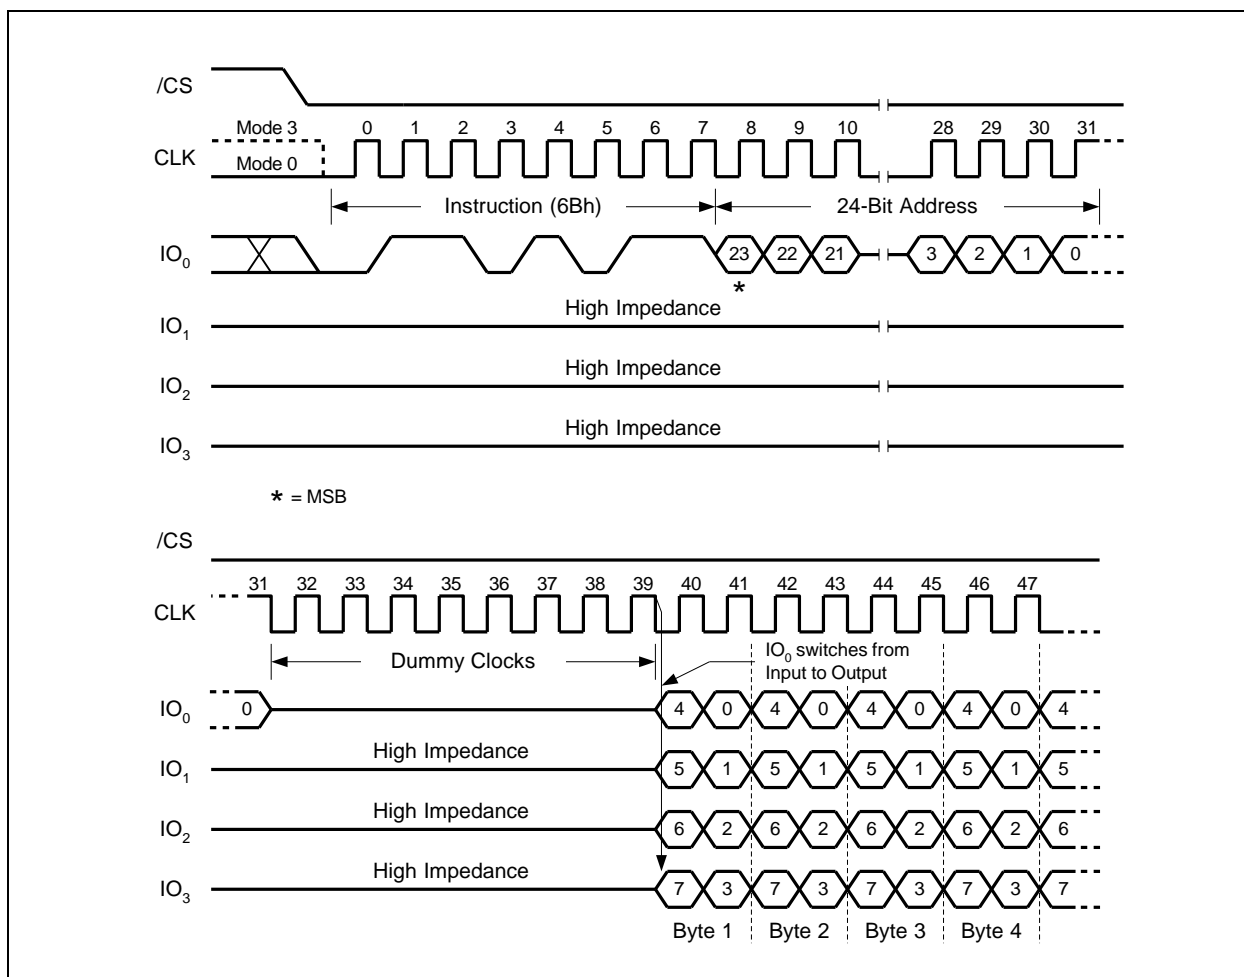 /CS
Mode 3 0 1 2 3 4 5 6 7 8 9 10 28 29 30 31
CLK
Mode 0
Instruction (6Bh) 24-Bit Address
IO0 23 22 21 3 2 1 0
*
High Impedance
IO1
High Impedance
IO2
High Impedance
IO3
* = MSB
/CS
31 32 33 34 35 36 37 38 39 40 41 42 43 44 45 46 47
CLK
Dummy Clocks
IO0 switches from
Input to Output
IO0 0 4 0 4 0 4 0 4 0 4
High Impedance
IO1 5 1 5 1 5 1 5 1 5
High Impedance
IO2 6 2 6 2 6 2 6 2 6
High Impedance
IO3 7 3 7 3 7 3 7 3 7
Byte 1 Byte 2 Byte 3 Byte 4